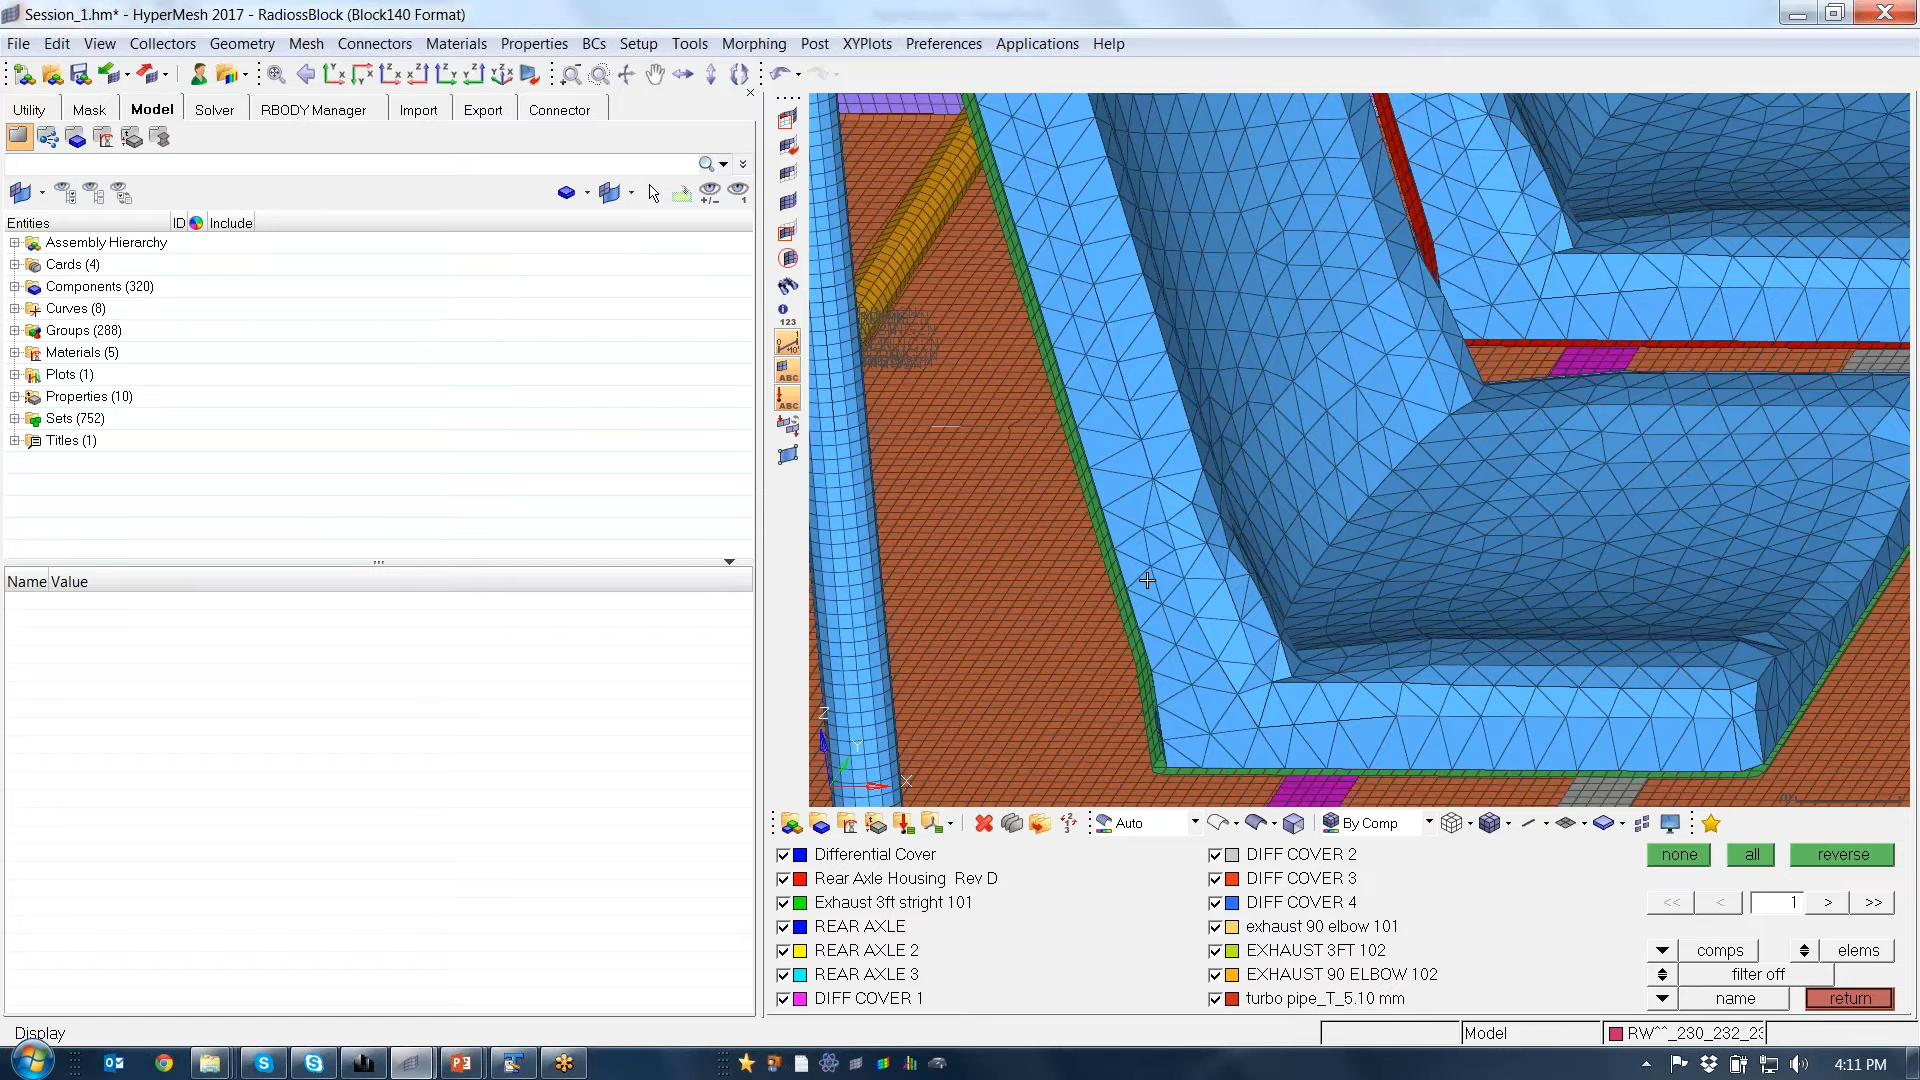 Session_1.hm* - HyperMesh 2017 - RadiossBlock (Block140 Format)
File Edit View Collectors Geometry Mesh Connectors Materials Properties BCs Setup Tools Morphing Post XYPlots Preferences Applications Help
Utility Mask Model Solver RBODY Manager Import Export Connector
Entities ID Include
Assembly Hierarchy
Cards (4)
Components (320)
Curves (8)
Groups (288)
Materials (5)
Plots (1)
Properties (10)
Sets (752)
Titles (1)
Name Value
123
ABC
ABC
Z
Y
X
Auto By Comp
Differential Cover
Rear Axle Housing Rev D
Exhaust 3ft stright 101
REAR AXLE
REAR AXLE 2
REAR AXLE 3
DIFF COVER 1
DIFF COVER 2
DIFF COVER 3
DIFF COVER 4
exhaust 90 elbow 101
EXHAUST 3FT 102
EXHAUST 90 ELBOW 102
turbo pipe_T_5.10 mm
none all reverse
<< < 1 > >>
comps elems
filter off
name return
Display Model RW^^_230_232_23
4:11 PM